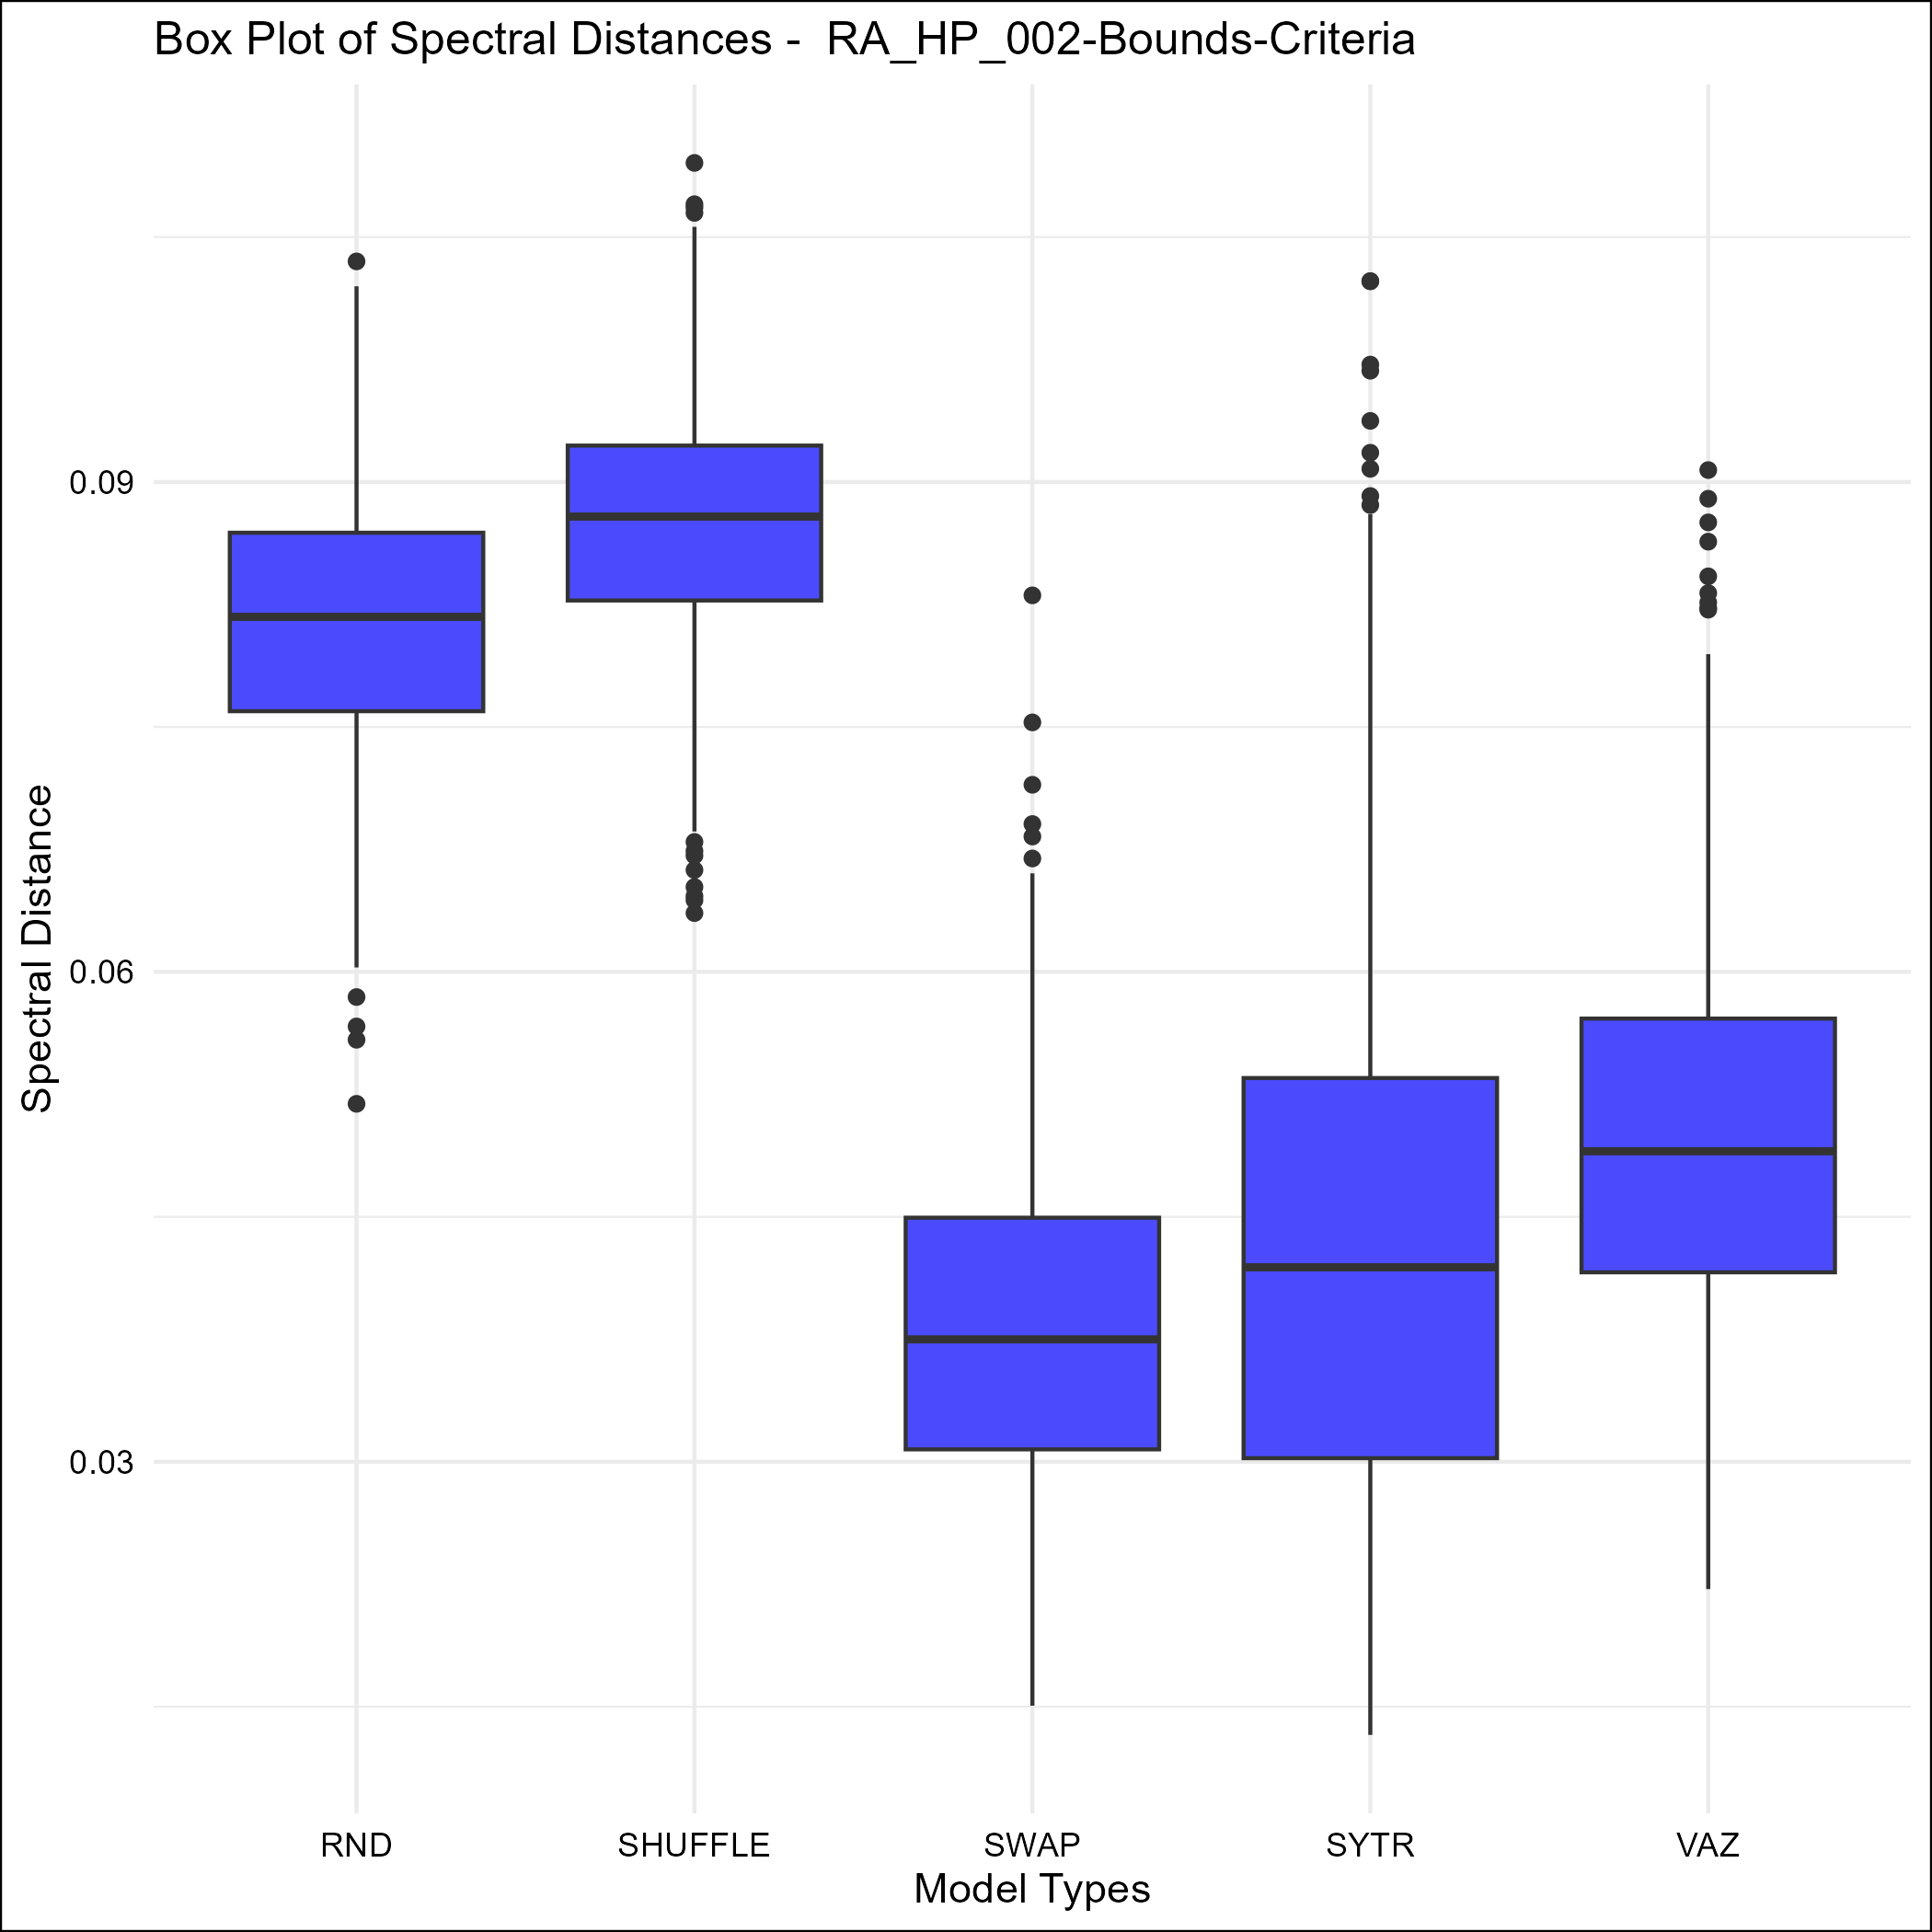 Box Plot of Spectral Distances -  RA_HP_002-Bounds-Criteria
Spectral Distance
0.09
0.06
0.03
RND SHUFFLE SWAP SYTR VAZ
Model Types